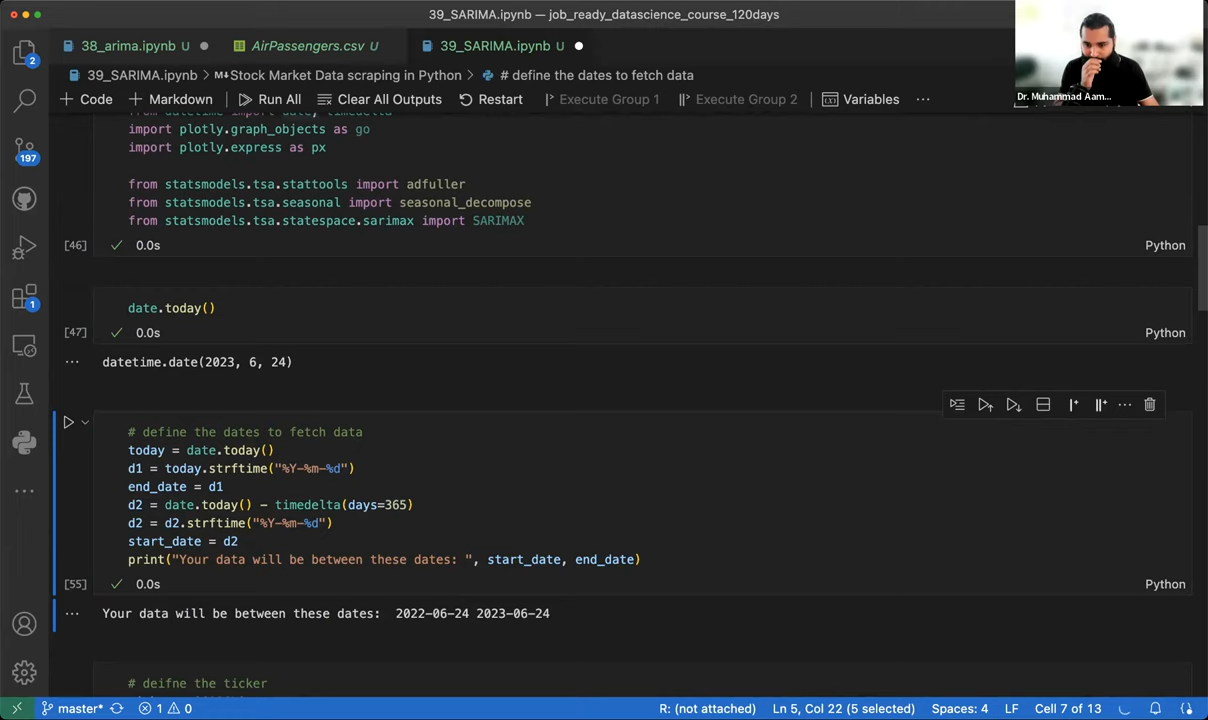 39_SARIMA.ipynb — job_ready_datascience_course_120days
38_arima.ipynb U
AirPassengers.csv U
39_SARIMA.ipynb U
39_SARIMA.ipynb > M↓Stock Market Data scraping in Python > # define the dates to fetch data
+ Code + Markdown Run All Clear All Outputs Restart Execute Group 1 Execute Group 2 Variables ...
Dr. Muhammad Aam...
from datetime import date, timedelta
import plotly.graph_objects as go
import plotly.express as px
from statsmodels.tsa.stattools import adfuller
from statsmodels.tsa.seasonal import seasonal_decompose
from statsmodels.tsa.statespace.sarimax import SARIMAX
[46] ✓ 0.0s Python
date.today()
[47] ✓ 0.0s Python
... datetime.date(2023, 6, 24)
# define the dates to fetch data
today = date.today()
d1 = today.strftime("%Y-%m-%d")
end_date = d1
d2 = date.today() - timedelta(days=365)
d2 = d2.strftime("%Y-%m-%d")
start_date = d2
print("Your data will be between these dates: ", start_date, end_date)
[55] ✓ 0.0s Python
... Your data will be between these dates:  2022-06-24 2023-06-24
# deifne the ticker
2
197
1
master* 1 0 R: (not attached) Ln 5, Col 22 (5 selected) Spaces: 4 LF Cell 7 of 13